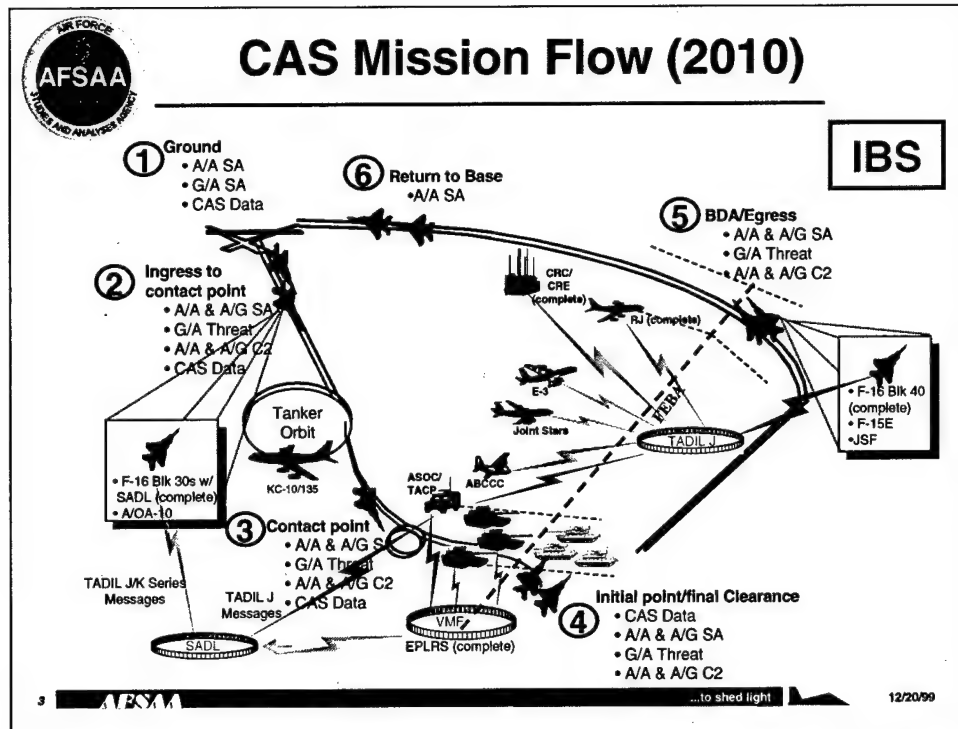 AIR FORCE
AFSAA
STUDIES AND ANALYSES AGENCY
CAS Mission Flow (2010)
IBS
1 Ground
• A/A SA
• G/A SA
• CAS Data
6 Return to Base
•A/A SA
5 BDA/Egress
• A/A & A/G SA
• G/A Threat
• A/A & A/G C2
2 Ingress to
contact point
• A/A & A/G SA
• G/A Threat
• A/A & A/G C2
• CAS Data
CRC/
CRE
(complete)
RJ (complete)
E-3
Joint Stars
FEBA
TADIL J
ABCCC
• F-16 Blk 40
(complete)
• F-15E
• JSF
Tanker
Orbit
KC-10/135
• F-16 Blk 30s w/
SADL (complete)
• A/OA-10
ASOC/
TACP
3 Contact point
• A/A & A/G S
• G/A Threat
• A/A & A/G C2
• CAS Data
TADIL J/K Series
Messages
TADIL J
Messages
SADL
VMF
EPLRS (complete)
4 Initial point/final Clearance
• CAS Data
• A/A & A/G SA
• G/A Threat
• A/A & A/G C2
3 AFSAA ...to shed light 12/20/99